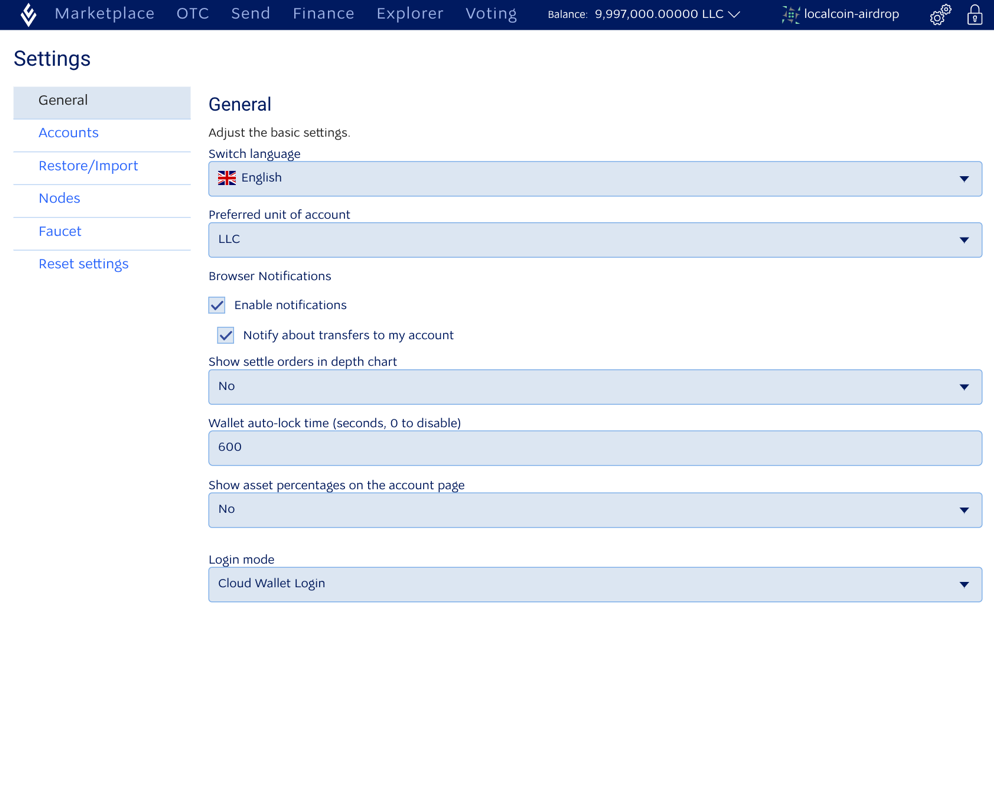 Marketplace OTC Send Finance Explorer Voting Balance: 9,997,000.00000 LLC localcoin-airdrop
Settings
General
Accounts
Restore/Import
Nodes
Faucet
Reset settings
General
Adjust the basic settings.
Switch language
English
Preferred unit of account
LLC
Browser Notifications
Enable notifications
Notify about transfers to my account
Show settle orders in depth chart
No
Wallet auto-lock time (seconds, 0 to disable)
600
Show asset percentages on the account page
No
Login mode
Cloud Wallet Login